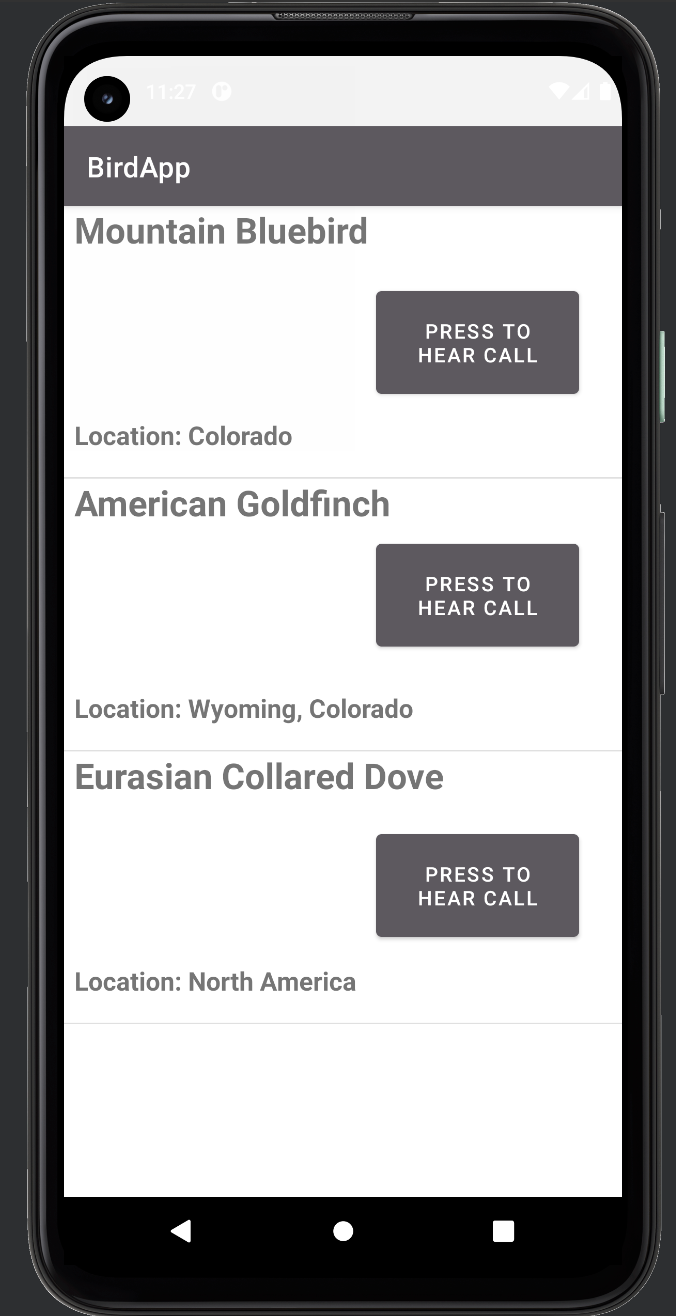 11:27
BirdApp
Mountain Bluebird
PRESS TO
HEAR CALL
Location: Colorado
American Goldfinch
PRESS TO
HEAR CALL
Location: Wyoming, Colorado
Eurasian Collared Dove
PRESS TO
HEAR CALL
Location: North America